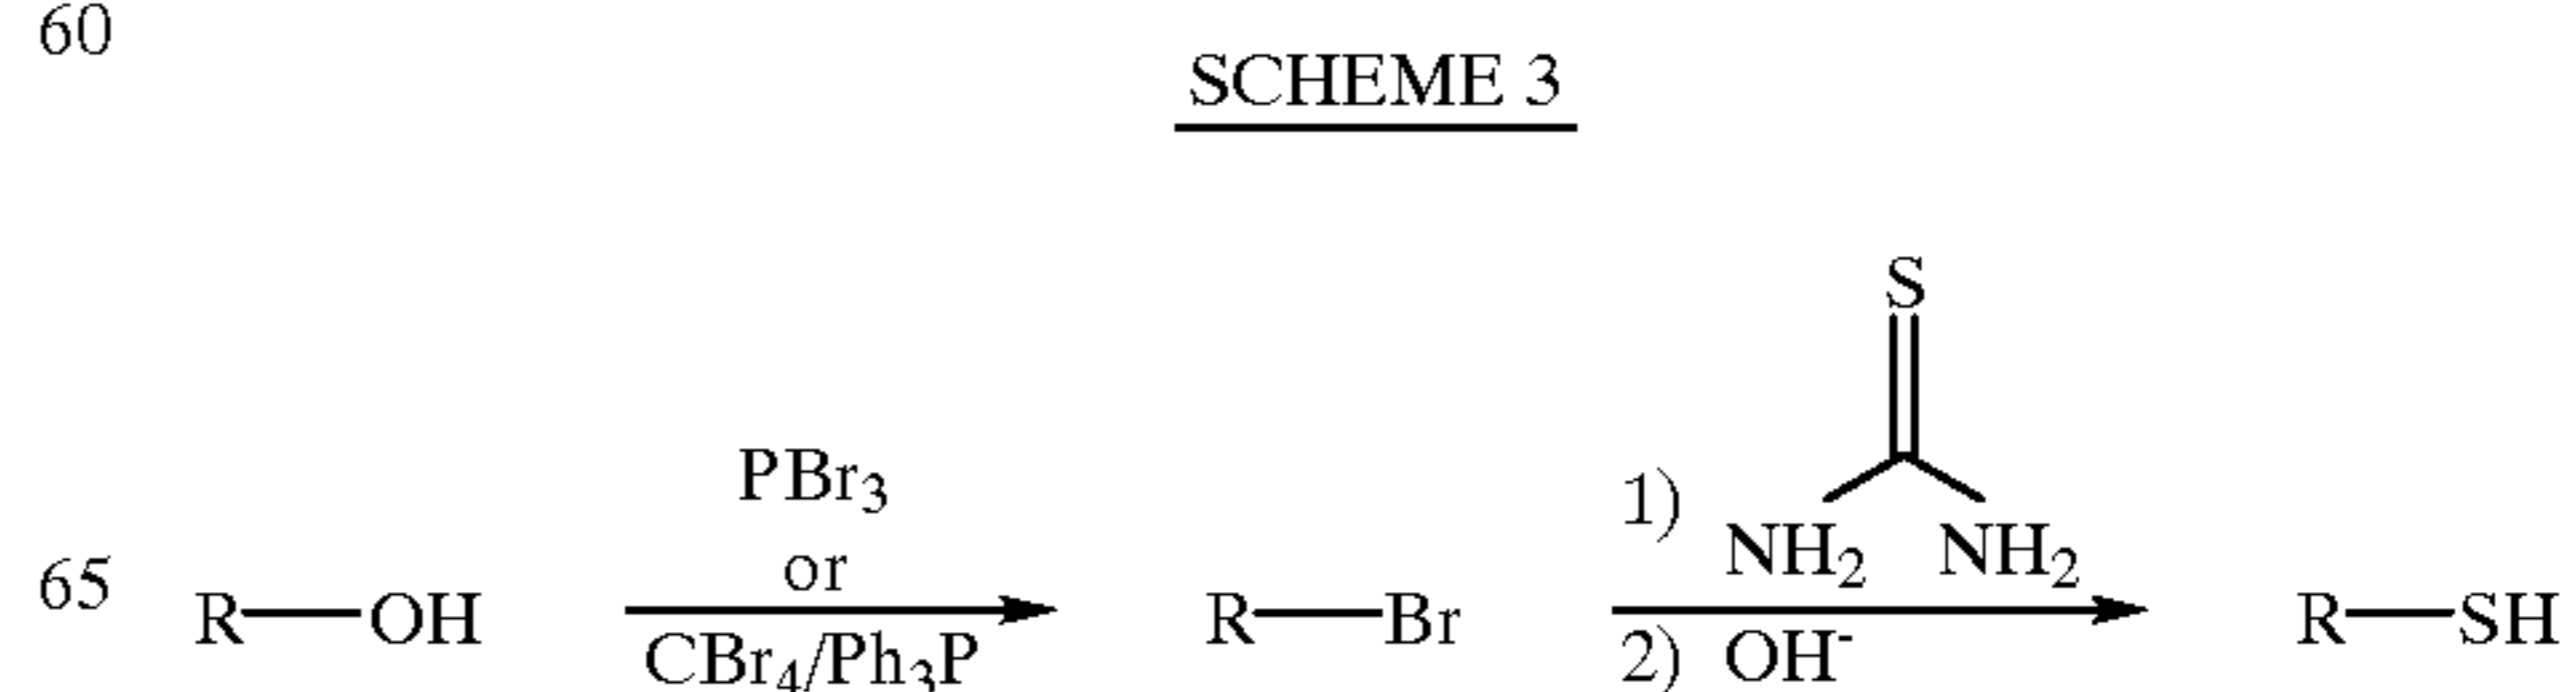 60
SCHEME 3
S
PBr₃
1)
NH₂ NH₂
or
65
R—OH
R—Br
R—SH
CBr₄/Ph₃P
2) OH⁻